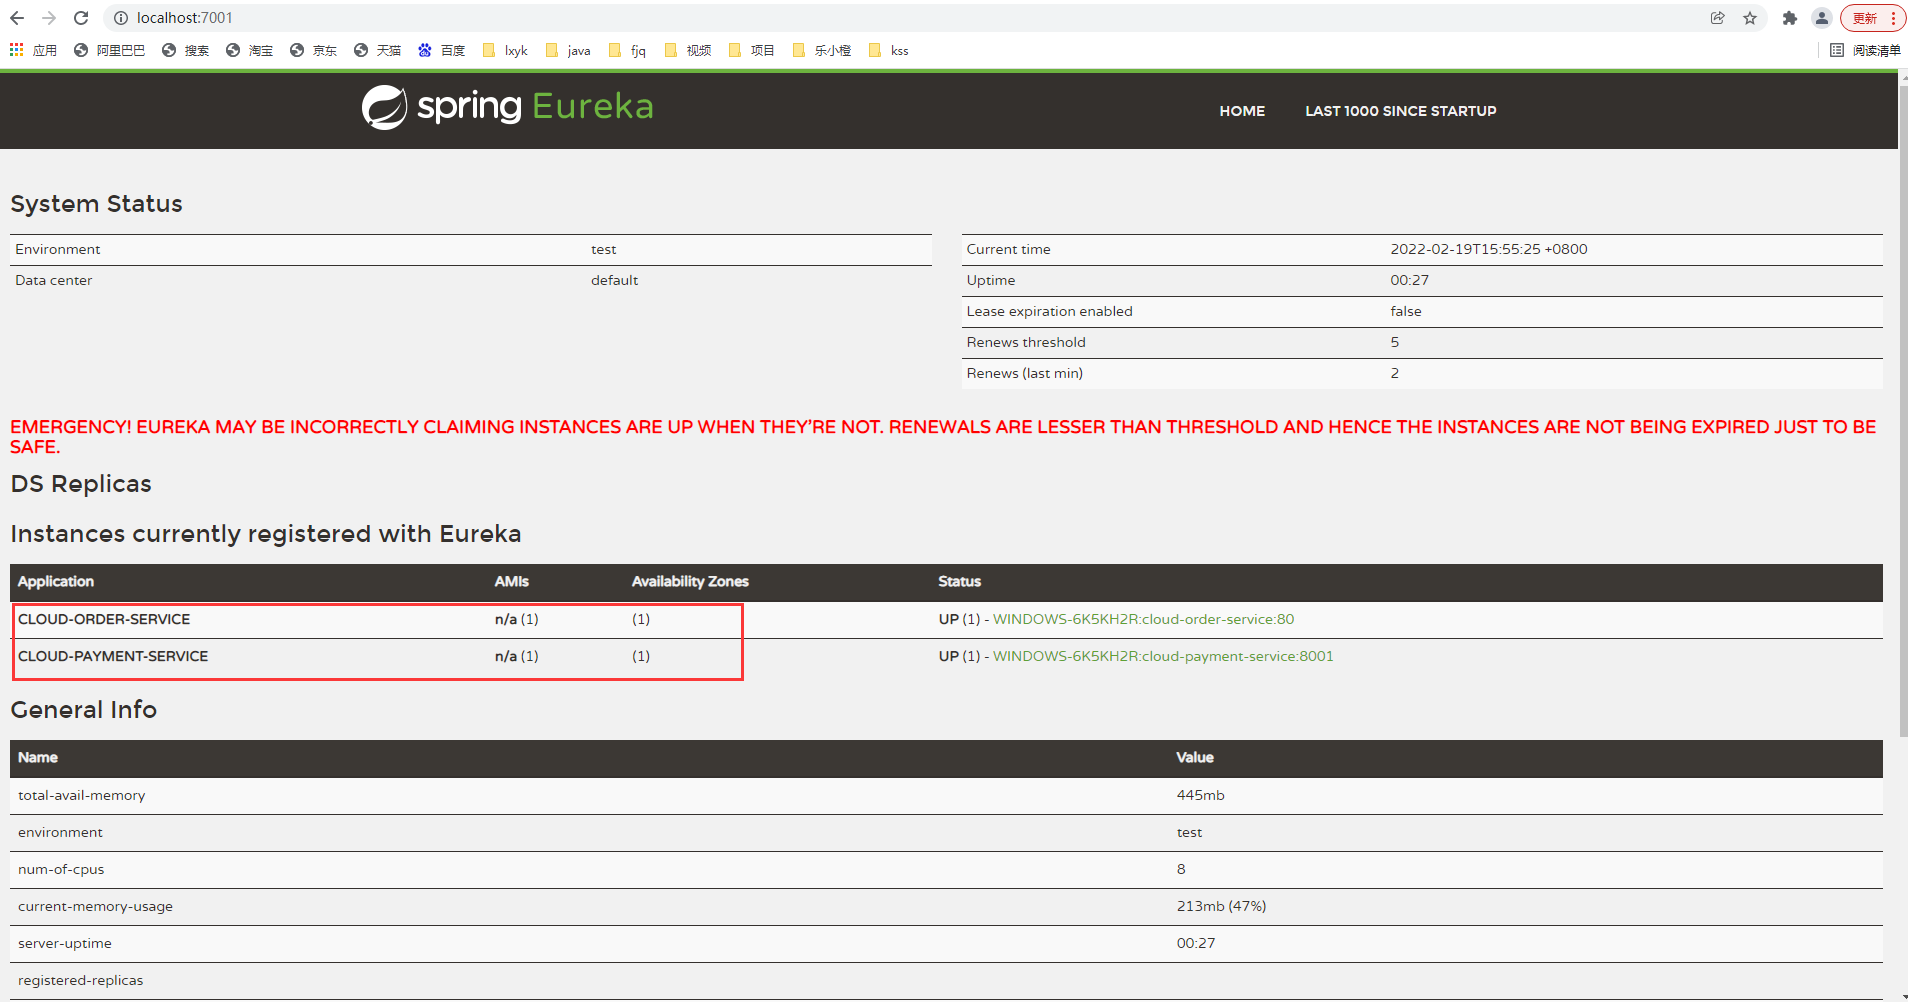 localhost:7001
更新
应用 阿里巴巴 搜索 淘宝 京东 天猫 百度 lxyk java fjq 视频 项目 乐小橙 kss
阅读清单
spring Eureka
HOME LAST 1000 SINCE STARTUP
System Status
Environment test
Data center default
Current time 2022-02-19T15:55:25 +0800
Uptime 00:27
Lease expiration enabled false
Renews threshold 5
Renews (last min) 2
EMERGENCY! EUREKA MAY BE INCORRECTLY CLAIMING INSTANCES ARE UP WHEN THEY'RE NOT. RENEWALS ARE LESSER THAN THRESHOLD AND HENCE THE INSTANCES ARE NOT BEING EXPIRED JUST TO BE
SAFE.
DS Replicas
Instances currently registered with Eureka
Application AMIs Availability Zones Status
CLOUD-ORDER-SERVICE n/a (1) (1) UP (1) - WINDOWS-6K5KH2R:cloud-order-service:80
CLOUD-PAYMENT-SERVICE n/a (1) (1) UP (1) - WINDOWS-6K5KH2R:cloud-payment-service:8001
General Info
Name Value
total-avail-memory 445mb
environment test
num-of-cpus 8
current-memory-usage 213mb (47%)
server-uptime 00:27
registered-replicas